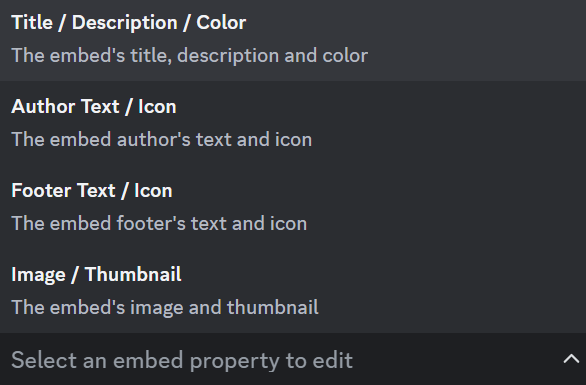 Title / Description / Color
The embed's title, description and color
Author Text / Icon
The embed author's text and icon
Footer Text / Icon
The embed footer's text and icon
Image / Thumbnail
The embed's image and thumbnail
Select an embed property to edit